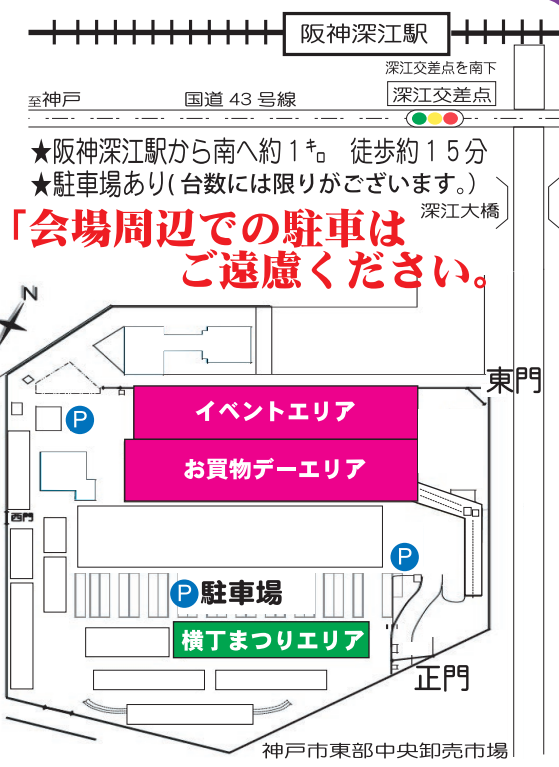 阪神深江駅
深江交差点を南下
至神戸
国道 43 号線
深江交差点
★阪神深江駅から南へ約１㌔ 徒歩約１５分
★駐車場あり(台数には限りがございます。)
深江大橋
「会場周辺での駐車は
ご遠慮ください。
N
東門
イベントエリア
P
お買物デーエリア
西門
P
P 駐車場
横丁まつりエリア
正門
神戸市東部中央卸売市場